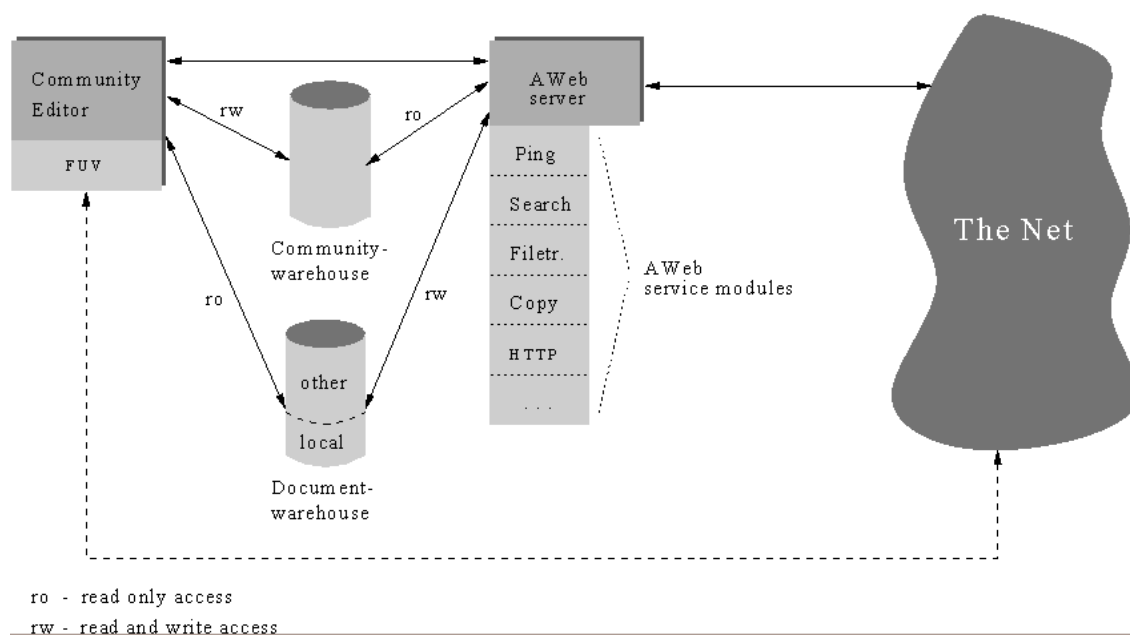 Community
Editor
FUV
rw
ro
AWeb
server
Ping
Search
Filetr.
Copy
HTTP
. . .
AWeb
service modules
The Net
Community-
warehouse
ro
rw
other
local
Document-
warehouse
ro - read only access
rw - read and write access